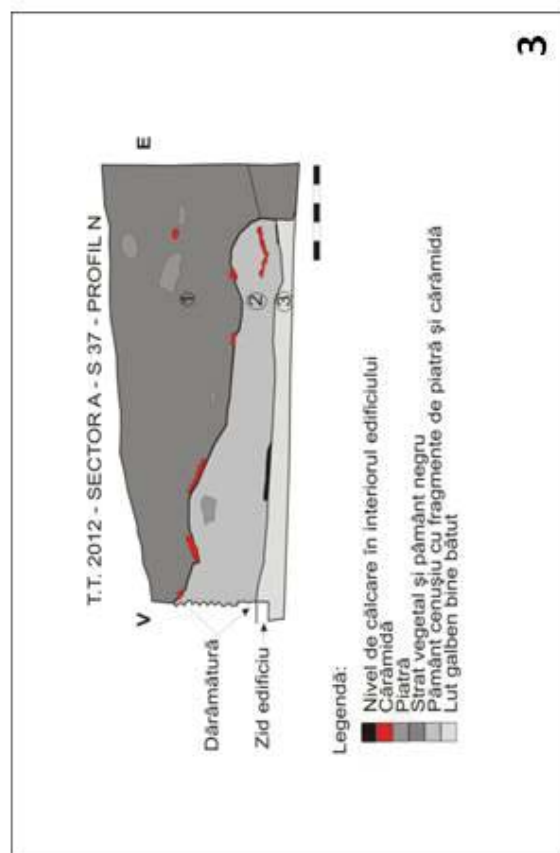 3
T.T. 2012 - SECTOR A - S 37 - PROFIL N
V
E
1
2
3
Dărâmătură
Zid edificiu
Legendă:
Nivel de călcare în interiorul edificiului
Cărămidă
Piatră
Strat vegetal şi pământ negru
Pământ cenuşiu cu fragmente de piatră şi cărămidă
Lut galben bine bătut